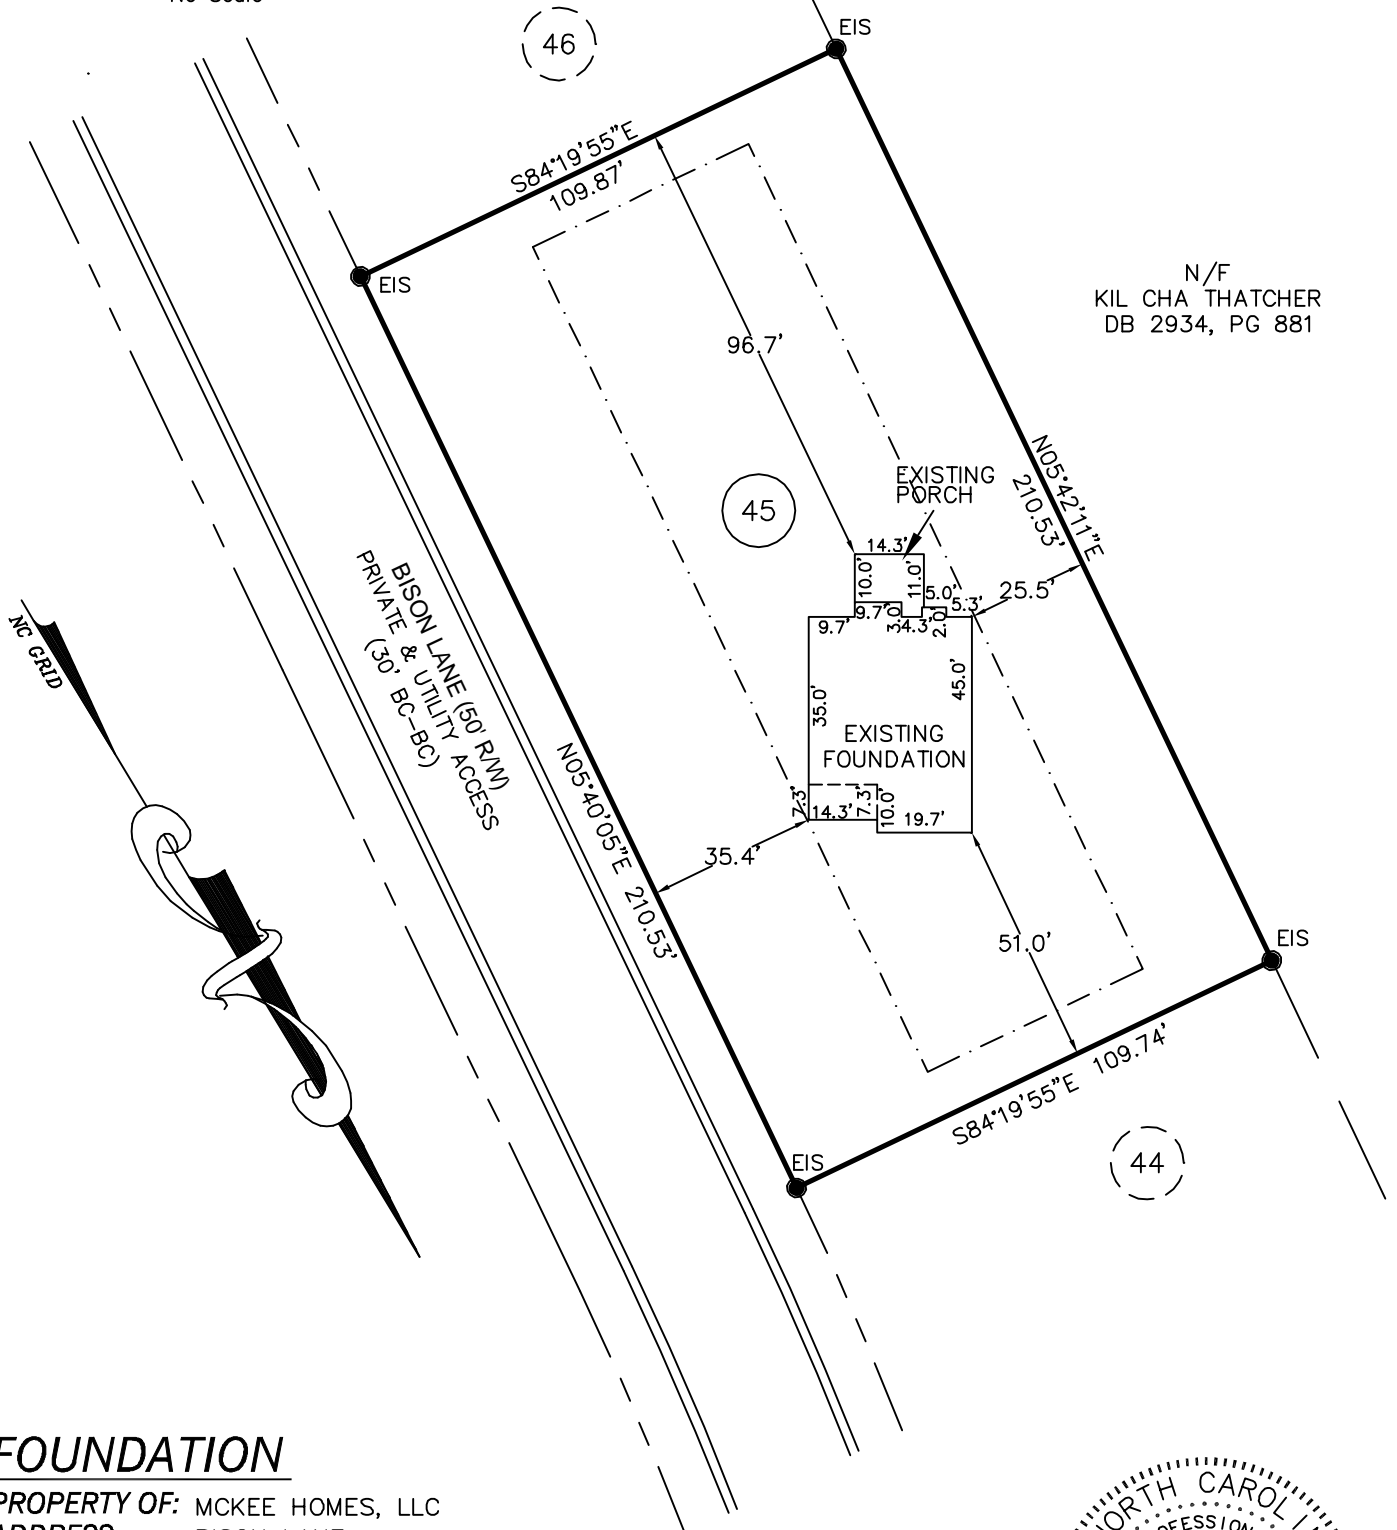 46
EIS
S84°19'55"E
109.87'
EIS
N/F
KIL CHA THATCHER
DB 2934, PG 881
96.7'
N05°42'11"E
210.53'
EXISTING
PORCH
45
14.3'
10.0'
11.0'
5.0'
5.3'
25.5'
9.7'
9.7'
3.0'
4.3'
2.0'
BISON LANE (50' R/W)
PRIVATE & UTILITY ACCESS
(30' BC-BC)
NC GRID
35.0'
45.0'
EXISTING
FOUNDATION
7.3'
14.3'
7.3'
10.0'
19.7'
N05°40'05"E 210.53'
35.4'
51.0'
EIS
S84°19'55"E 109.74'
EIS
44
FOUNDATION
PROPERTY OF: MCKEE HOMES, LLC